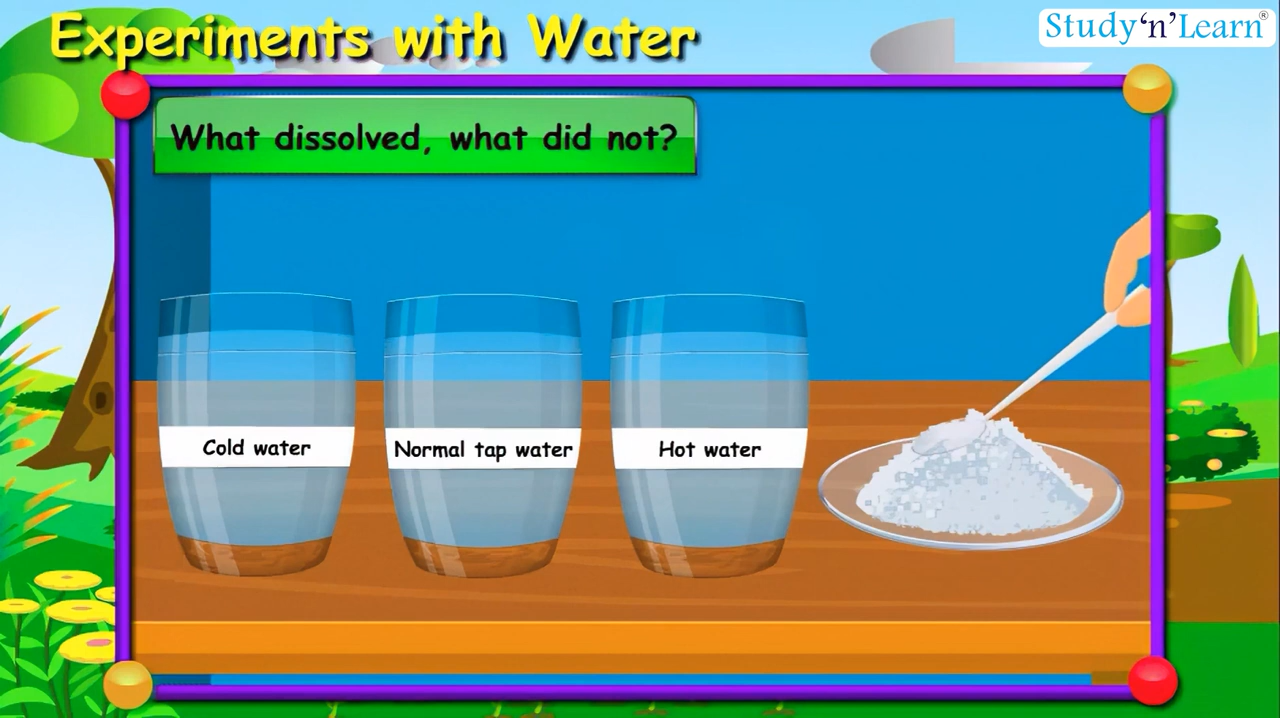 Experiments with Water
Study‘n’Learn®
What dissolved, what did not?
Cold water
Normal tap water
Hot water